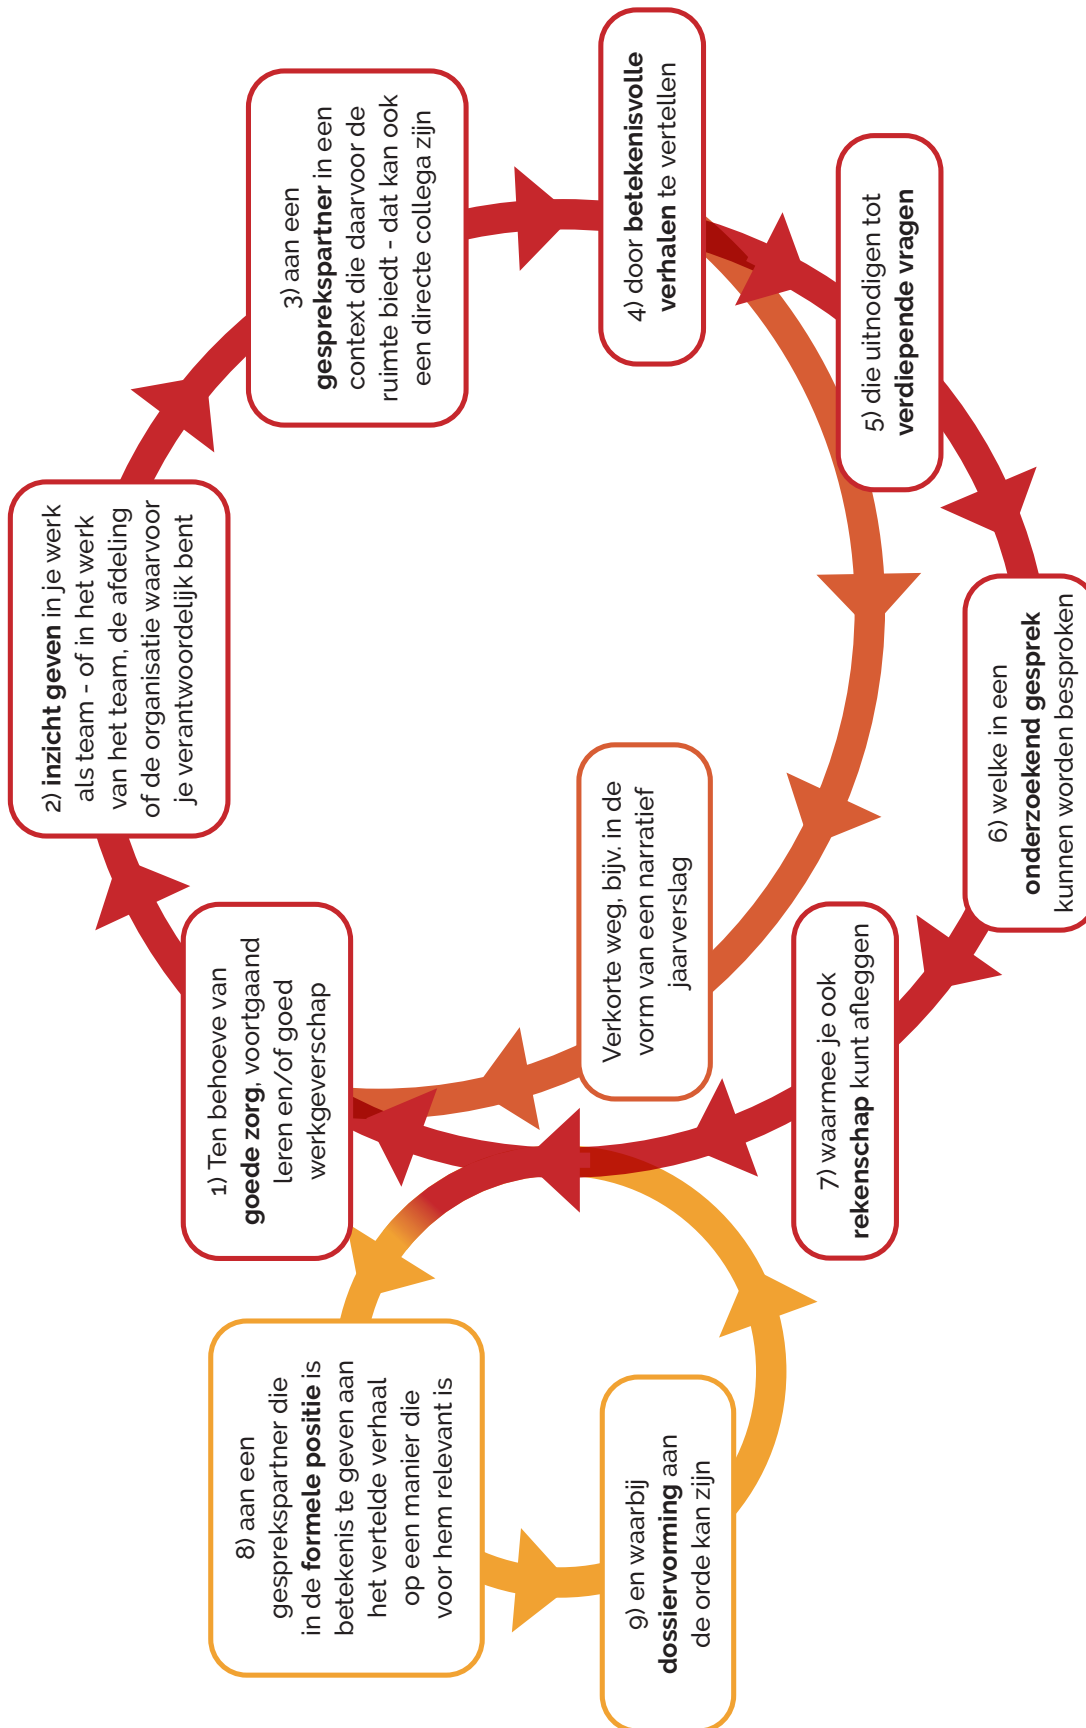 1) Ten behoeve van
goede zorg, voortgaand
leren en/of goed
werkgeverschap
2) inzicht geven in je werk
als team - of in het werk
van het team, de afdeling
of de organisatie waarvoor
je verantwoordelijk bent
3) aan een
gesprekspartner in een
context die daarvoor de
ruimte biedt - dat kan ook
een directe collega zijn
4) door betekenisvolle
verhalen te vertellen
5) die uitnodigen tot
verdiepende vragen
6) welke in een
onderzoekend gesprek
kunnen worden besproken
7) waarmee je ook
rekenschap kunt afleggen
8) aan een
gesprekspartner die
in de formele positie is
betekenis te geven aan
het vertelde verhaal
op een manier die
voor hem relevant is
9) en waarbij
dossiervorming aan
de orde kan zijn
Verkorte weg, bijv. in de
vorm van een narratief
jaarverslag